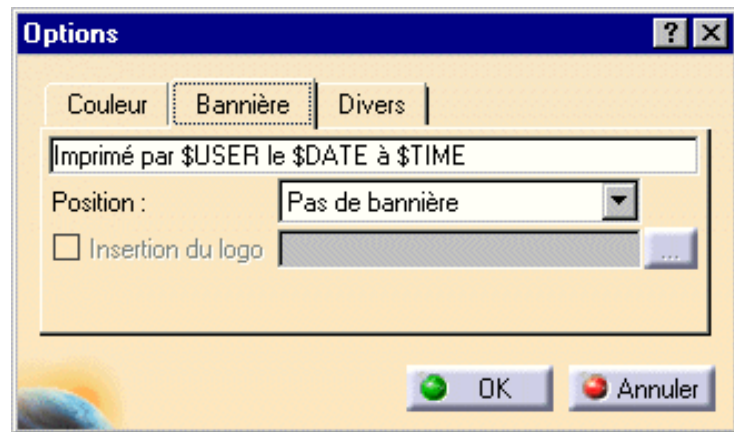 Options
Couleur Bannière Divers
Imprimé par $USER le $DATE à $TIME
Position : Pas de bannière
Insertion du logo ...
OK Annuler